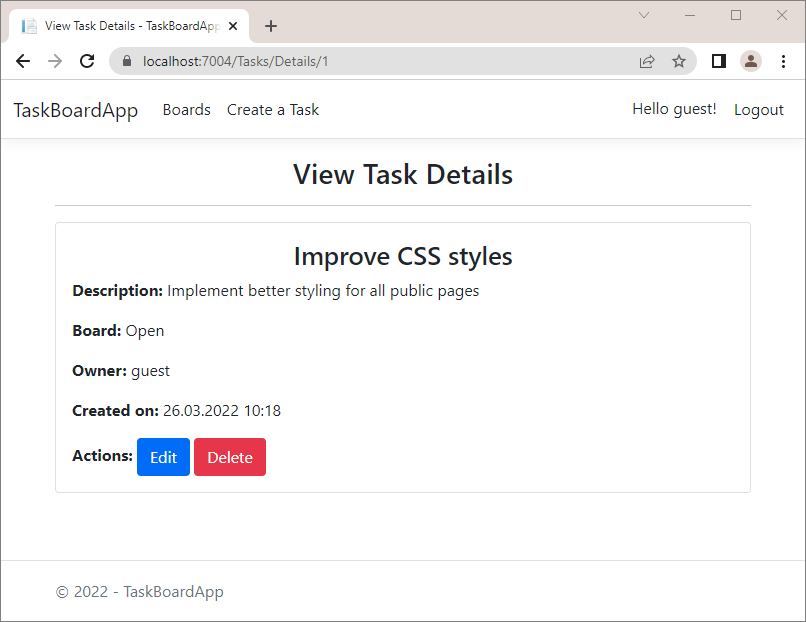 View Task Details - TaskBoardApp
localhost:7004/Tasks/Details/1
TaskBoardApp Boards Create a Task Hello guest! Logout
View Task Details
Improve CSS styles
Description: Implement better styling for all public pages
Board: Open
Owner: guest
Created on: 26.03.2022 10:18
Actions: Edit Delete
© 2022 - TaskBoardApp